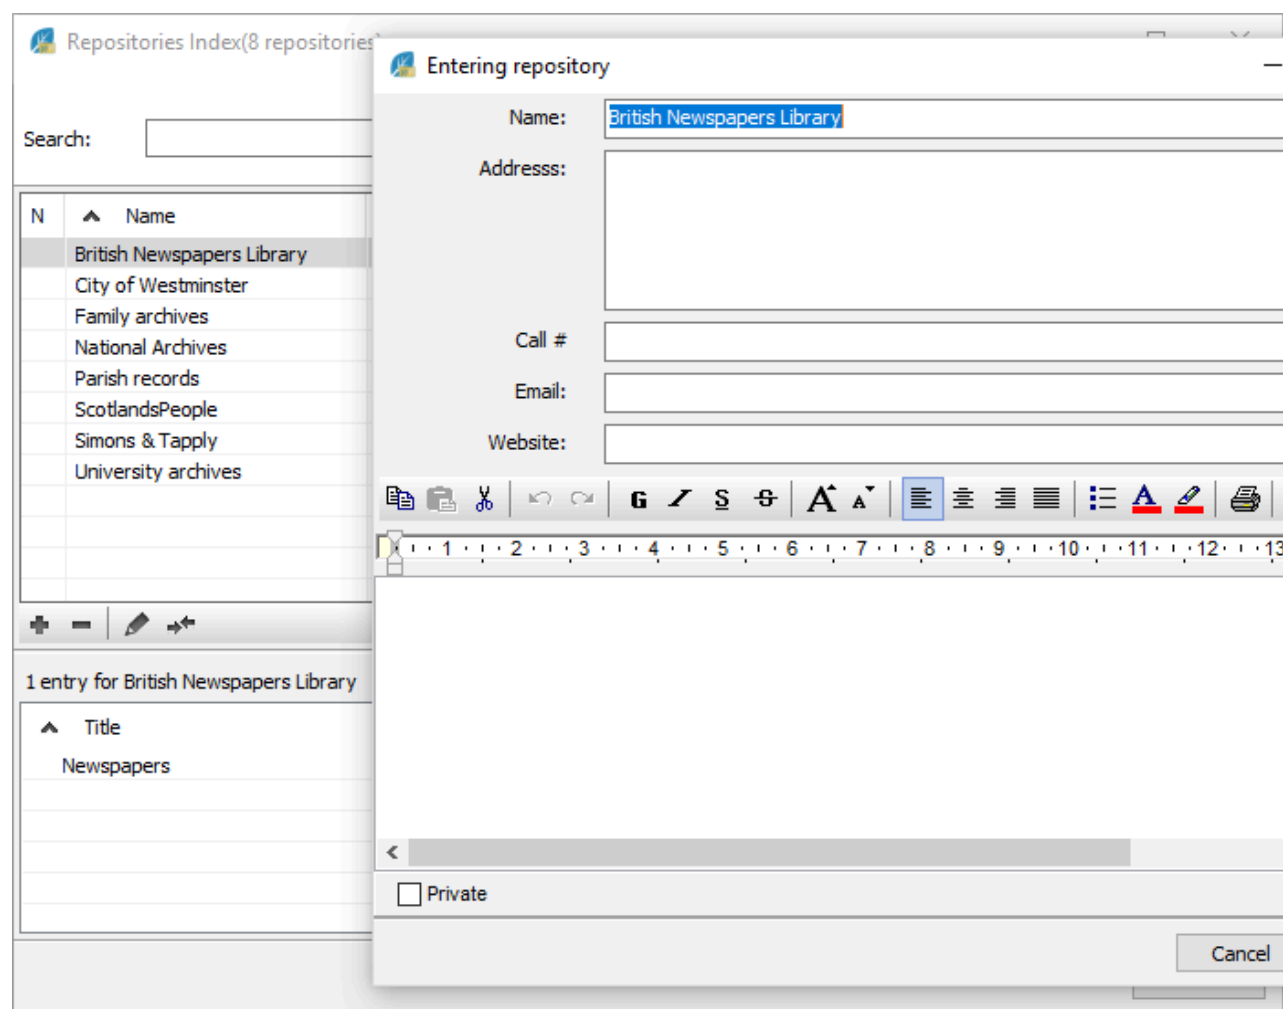 Repositories Index(8 repositories)
Search:
N Name
British Newspapers Library
City of Westminster
Family archives
National Archives
Parish records
ScotlandsPeople
Simons & Tapply
University archives
1 entry for British Newspapers Library
Title
Newspapers
Entering repository
Name: British Newspapers Library
Addresss:
Call #
Email:
Website:
G I S S A A A
1 2 3 4 5 6 7 8 9 10 11 12 13
Private
Cancel